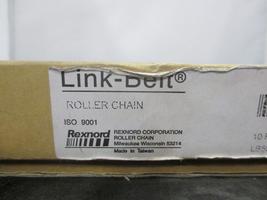 Link-Belt®
ROLLER CHAIN
ISO 9001
Rexnord
REXNORD CORPORATION
ROLLER CHAIN
Milwaukee Wisconsin 53214
Made in Taiwan
10